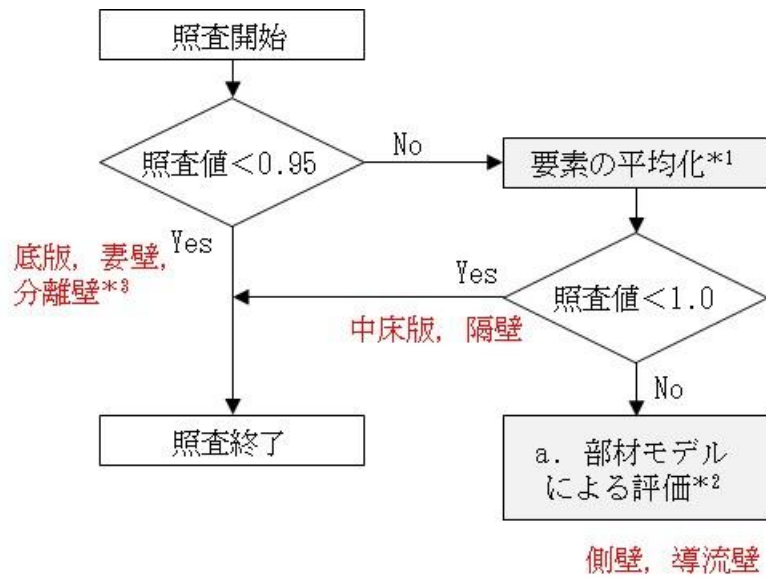 照査開始
照査値＜0.95
No
要素の平均化*1
Yes
底版, 妻壁,
分離壁*3
Yes
照査値＜1.0
中床版, 隔壁
No
照査終了
a. 部材モデル
による評価*2
側壁, 導流壁